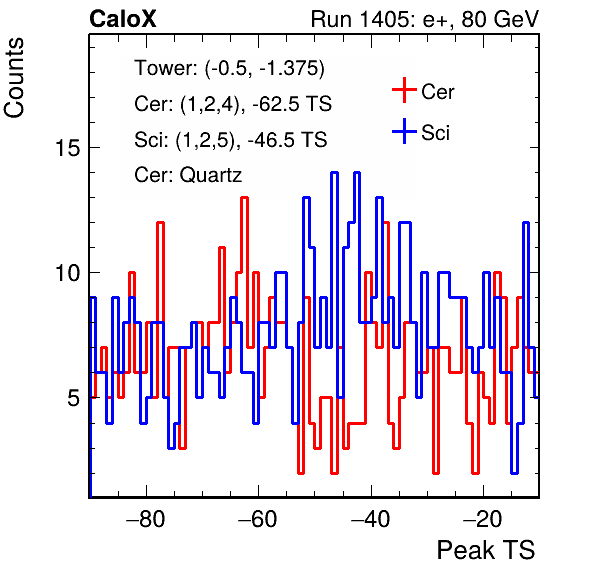 CaloX Run 1405: e+, 80 GeV
Counts
Tower: (-0.5, -1.375)
Cer: (1,2,4), -62.5 TS
Sci: (1,2,5), -46.5 TS
Cer: Quartz
Cer
Sci
15
10
5
−80 −60 −40 −20
Peak TS